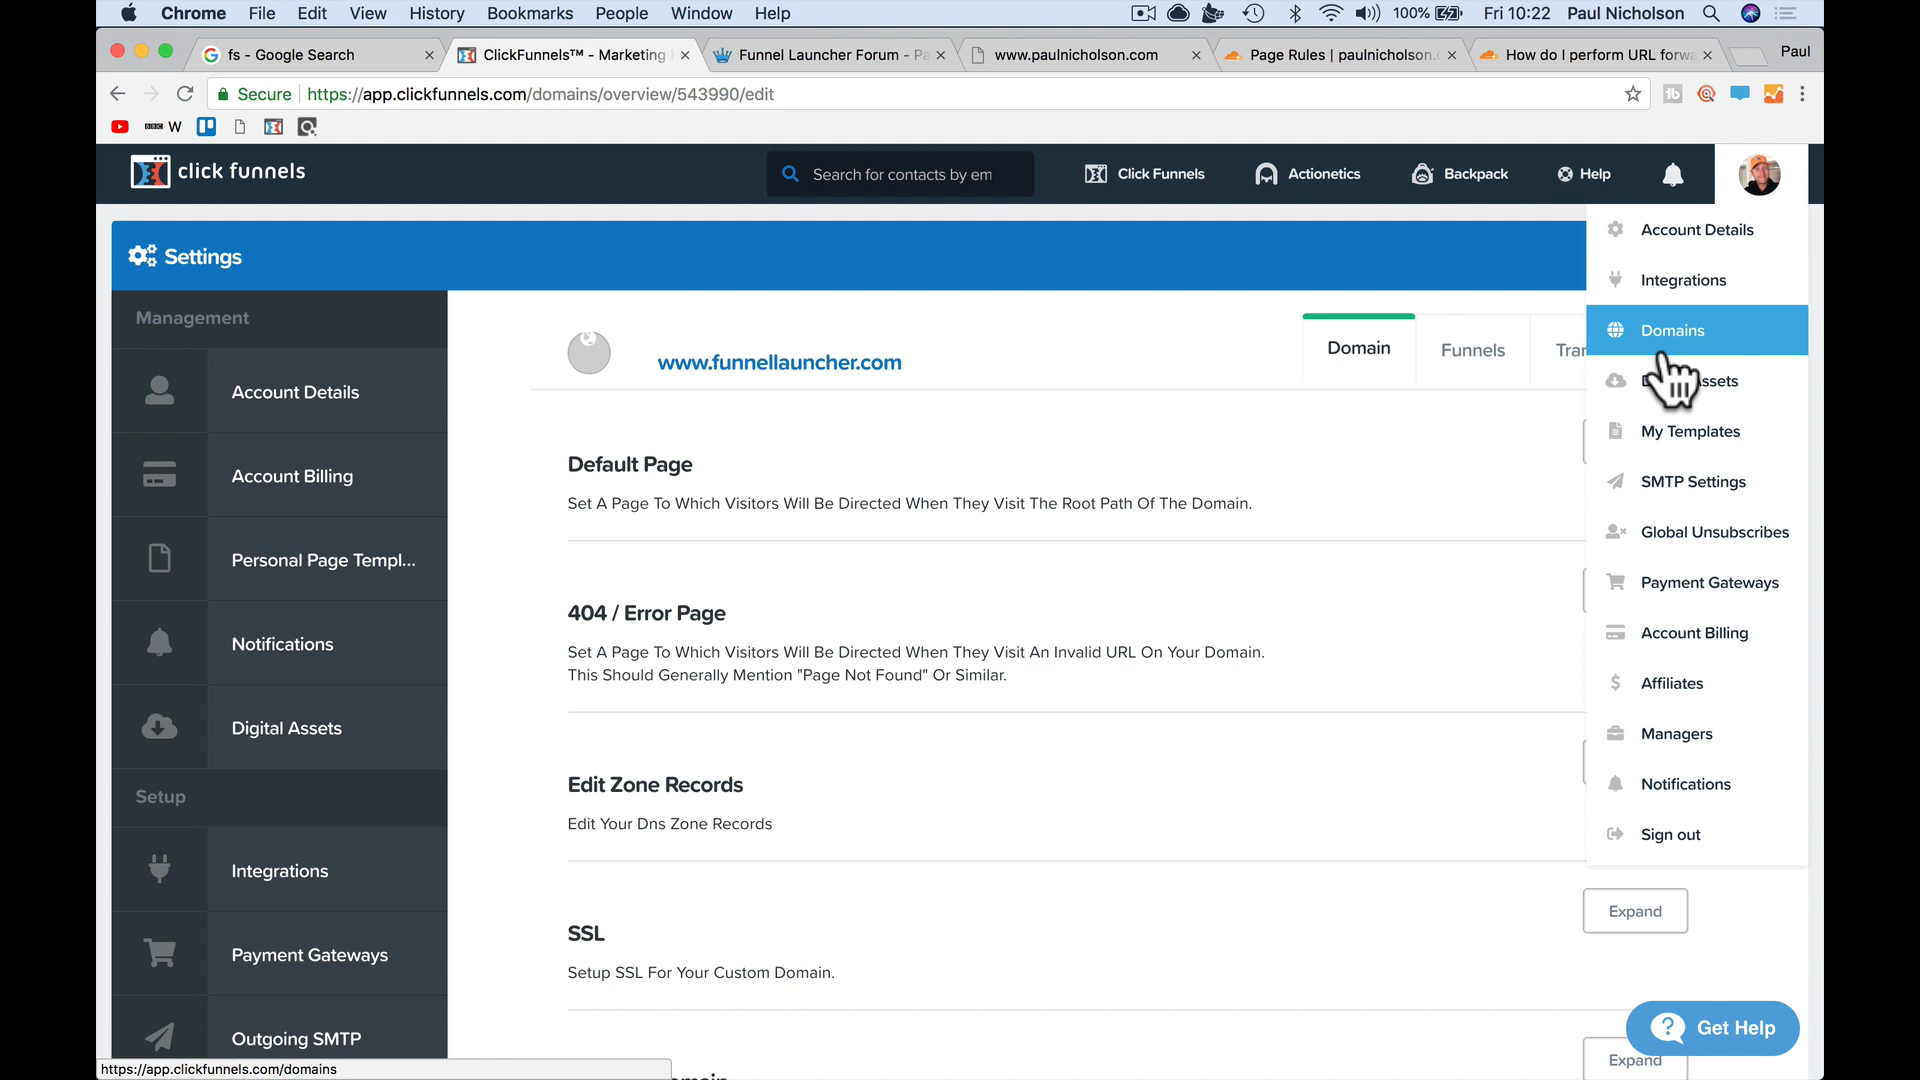 Chrome File Edit View History Bookmarks People Window Help 100% Fri 10:22 Paul Nicholson
fs - Google Search ClickFunnels™ - Marketing Funnel Launcher Forum - Pa www.paulnicholson.com Page Rules | paulnicholson. How do I perform URL forwa Paul
Secure https://app.clickfunnels.com/domains/overview/543990/edit
BBC W
click funnels Search for contacts by em Click Funnels Actionetics Backpack Help
Settings
Management
Account Details
Account Billing
Personal Page Templ...
Notifications
Digital Assets
Setup
Integrations
Payment Gateways
Outgoing SMTP
www.funnellauncher.com Domain Funnels Tran
Default Page
Set A Page To Which Visitors Will Be Directed When They Visit The Root Path Of The Domain.
404 / Error Page
Set A Page To Which Visitors Will Be Directed When They Visit An Invalid URL On Your Domain.
This Should Generally Mention "Page Not Found" Or Similar.
Edit Zone Records
Edit Your Dns Zone Records
SSL
Setup SSL For Your Custom Domain.
Expand
Expand
Account Details
Integrations
Domains
ssets
My Templates
SMTP Settings
Global Unsubscribes
Payment Gateways
Account Billing
Affiliates
Managers
Notifications
Sign out
Get Help
https://app.clickfunnels.com/domains